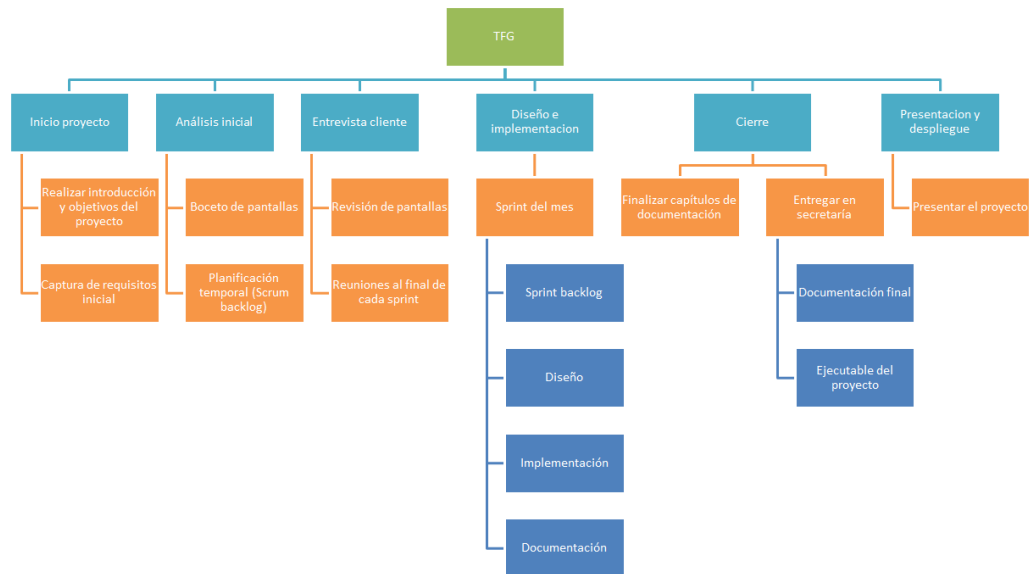 TFG
Inicio proyecto
Análisis inicial
Entrevista cliente
Diseño e
implementacion
Cierre
Presentacion y
despliegue
Realizar introducción
y objetivos del
proyecto
Boceto de pantallas
Revisión de pantallas
Sprint del mes
Finalizar capítulos de
documentación
Entregar en
secretaría
Presentar el proyecto
Captura de requisitos
inicial
Planificación
temporal (Scrum
backlog)
Reuniones al final de
cada sprint
Sprint backlog
Documentación final
Diseño
Ejecutable del
proyecto
Implementación
Documentación